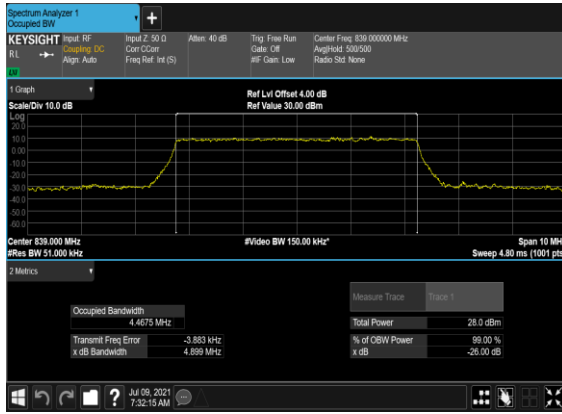 Spectrum Analyzer 1
Occupied BW
+
KEYSIGHT
RL
Input: RF
Coupling: DC
Align: Auto
Input Z: 50 Ω
Corr CCorr
Freq Ref: Int (S)
Atten: 40 dB
Trig: Free Run
Gate: Off
#IF Gain: Low
Center Freq: 839.000000 MHz
Avg|Hold: 500/500
Radio Std: None
1 Graph
Scale/Div 10.0 dB
Ref Lvl Offset 4.00 dB
Ref Value 30.00 dBm
Log
20.0
10.0
0.00
-10.0
-20.0
-30.0
-40.0
-50.0
-60.0
Center 839.000 MHz
#Res BW 51.000 kHz
#Video BW 150.00 kHz*
Span 10 MH
Sweep 4.80 ms (1001 pts
2 Metrics
Measure Trace Trace 1
Occupied Bandwidth
4.4675 MHz
Total Power 28.0 dBm
Transmit Freq Error -3.883 kHz
% of OBW Power 99.00 %
x dB Bandwidth 4.899 MHz
x dB -26.00 dB
?
Jul 09, 2021
7:32:15 AM